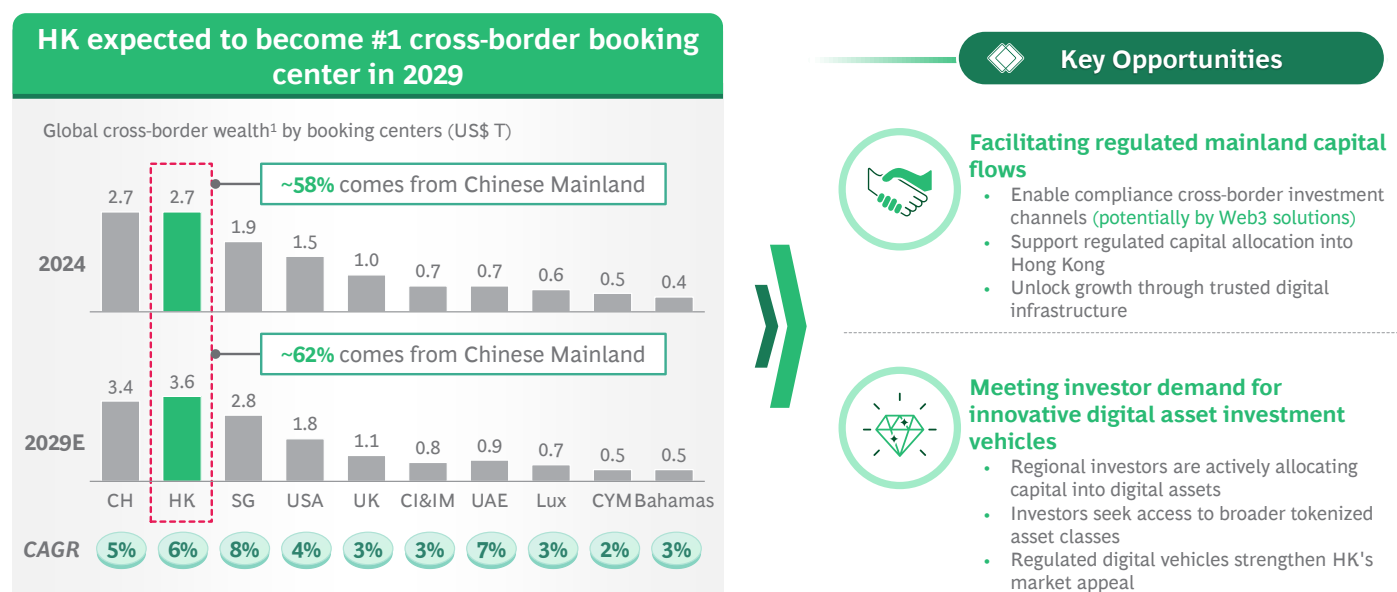 HK expected to become #1 cross-border booking
center in 2029
Global cross-border wealth¹ by booking centers (US$ T)
~58% comes from Chinese Mainland
2.7 2.7 1.9 1.5 1.0 0.7 0.7 0.6 0.5 0.4
2024
~62% comes from Chinese Mainland
3.4 3.6 2.8 1.8 1.1 0.8 0.9 0.7 0.5 0.5
2029E
CH HK SG USA UK CI&IM UAE Lux CYM Bahamas
CAGR 5% 6% 8% 4% 3% 3% 7% 3% 2% 3%
Key Opportunities
Facilitating regulated mainland capital
flows
• Enable compliance cross-border investment
channels (potentially by Web3 solutions)
• Support regulated capital allocation into
Hong Kong
• Unlock growth through trusted digital
infrastructure
Meeting investor demand for
innovative digital asset investment
vehicles
• Regional investors are actively allocating
capital into digital assets
• Investors seek access to broader tokenized
asset classes
• Regulated digital vehicles strengthen HK's
market appeal